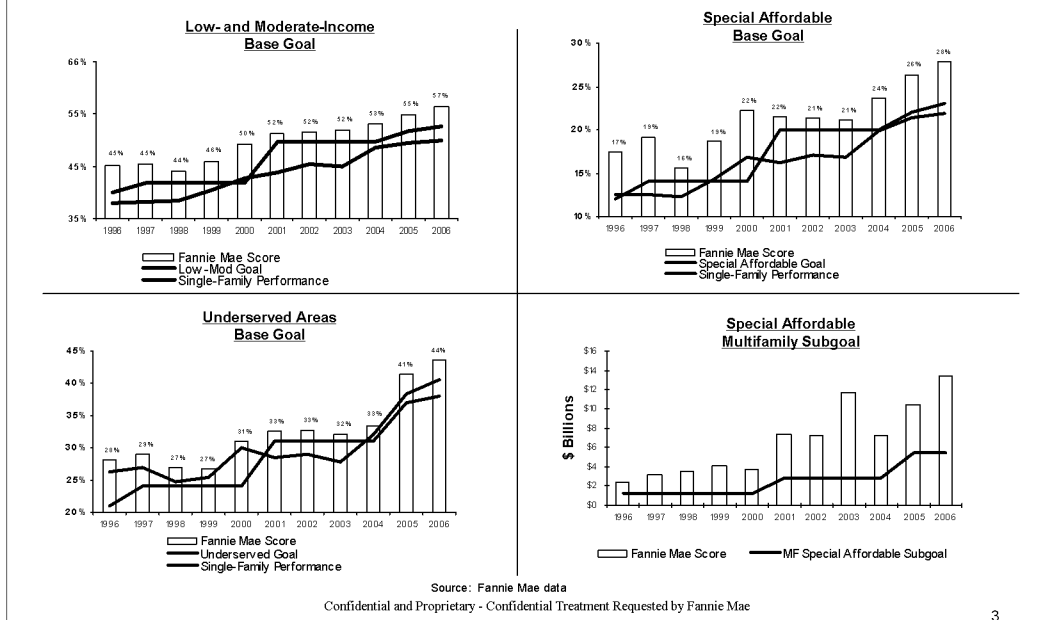 Low- and Moderate-Income
Base Goal
66%
55%
45%
35%
45%
45%
44%
46%
50%
52%
52%
52%
53%
55%
57%
1996 1997 1998 1999 2000 2001 2002 2003 2004 2005 2006
Fannie Mae Score
Low-Mod Goal
Single-Family Performance
Special Affordable
Base Goal
30%
25%
20%
15%
10%
17%
19%
16%
19%
22%
22%
21%
21%
24%
26%
28%
1996 1997 1998 1999 2000 2001 2002 2003 2004 2005 2006
Fannie Mae Score
Special Affordable Goal
Single-Family Performance
Underserved Areas
Base Goal
45%
40%
35%
30%
25%
20%
28%
29%
27%
27%
31%
33%
33%
32%
33%
41%
44%
1996 1997 1998 1999 2000 2001 2002 2003 2004 2005 2006
Fannie Mae Score
Underserved Goal
Single-Family Performance
Special Affordable
Multifamily Subgoal
$ Billions
$16
$14
$12
$10
$8
$6
$4
$2
$0
1996 1997 1998 1999 2000 2001 2002 2003 2004 2005 2006
Fannie Mae Score MF Special Affordable Subgoal
Source: Fannie Mae data
Confidential and Proprietary - Confidential Treatment Requested by Fannie Mae
3